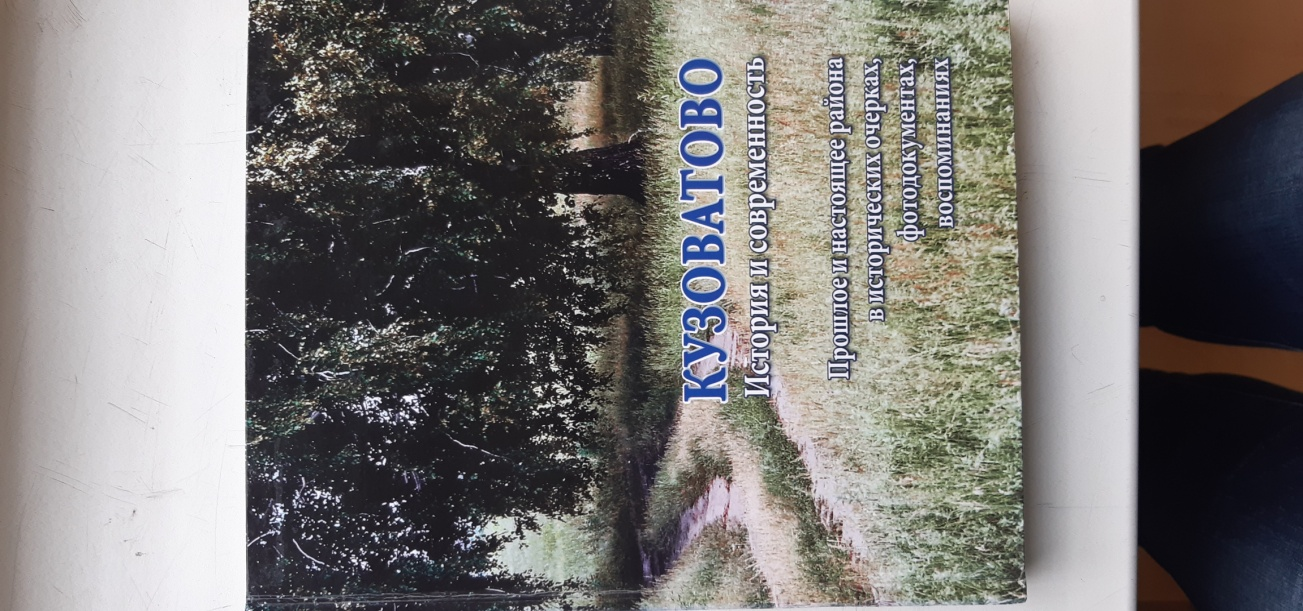 КУЗОВАТОВО
История и современность
Прошлое и настоящее района
в исторических очерках,
фотодокументах,
воспоминаниях